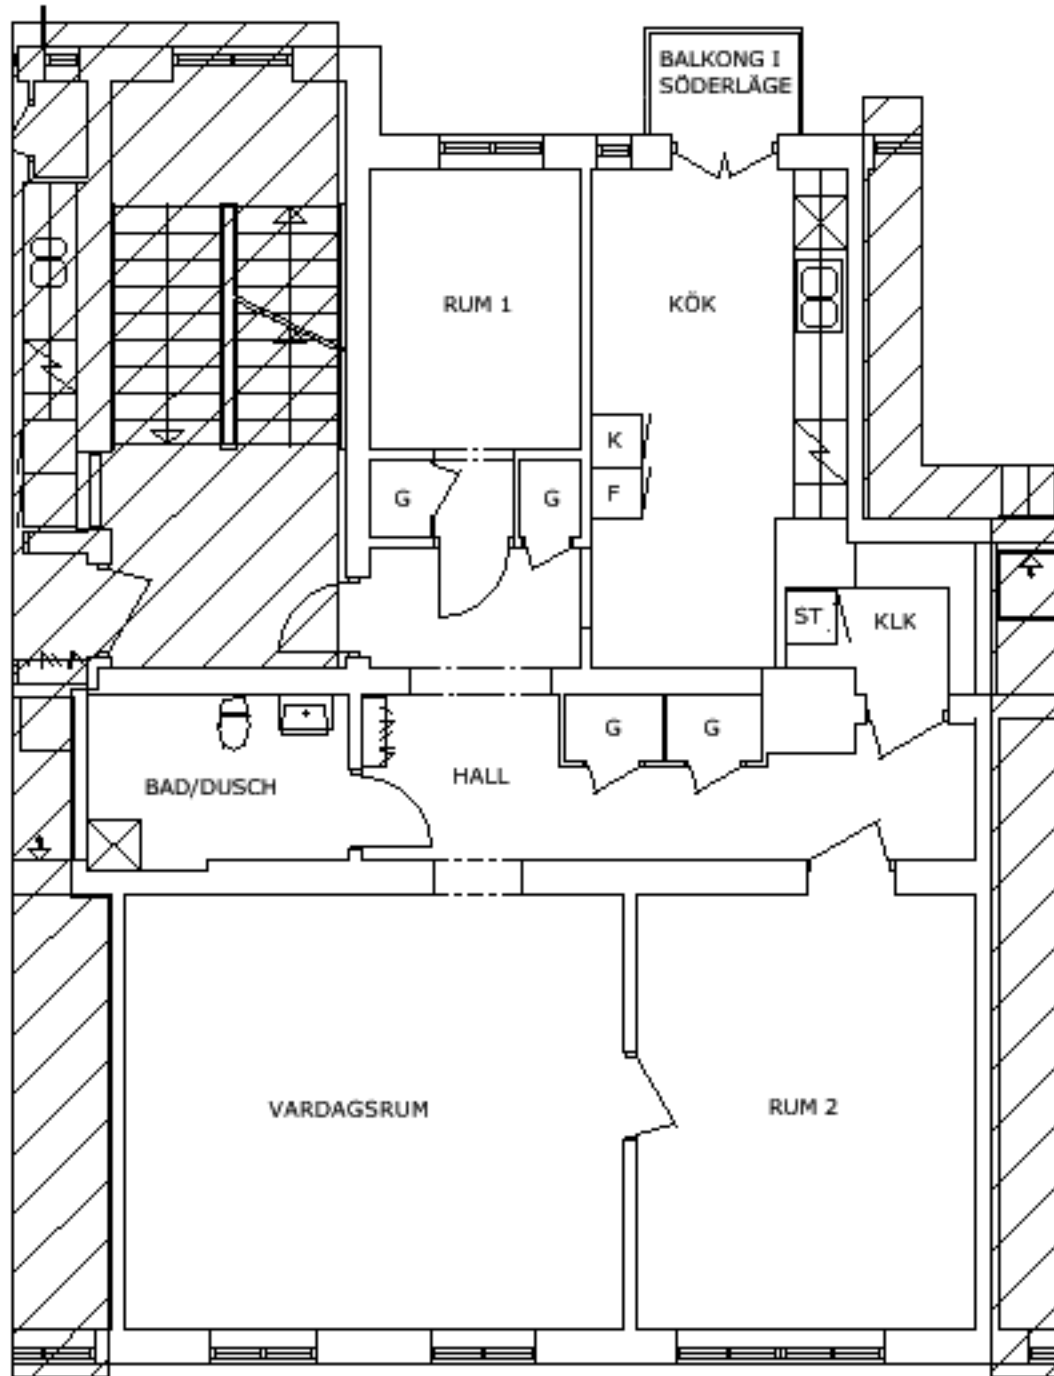 BALKONG I
SÖDERLÄGE
RUM 1
KÖK
K
G
G
F
ST
KLK
G
G
HALL
BAD/DUSCH
VARDAGSRUM
RUM 2